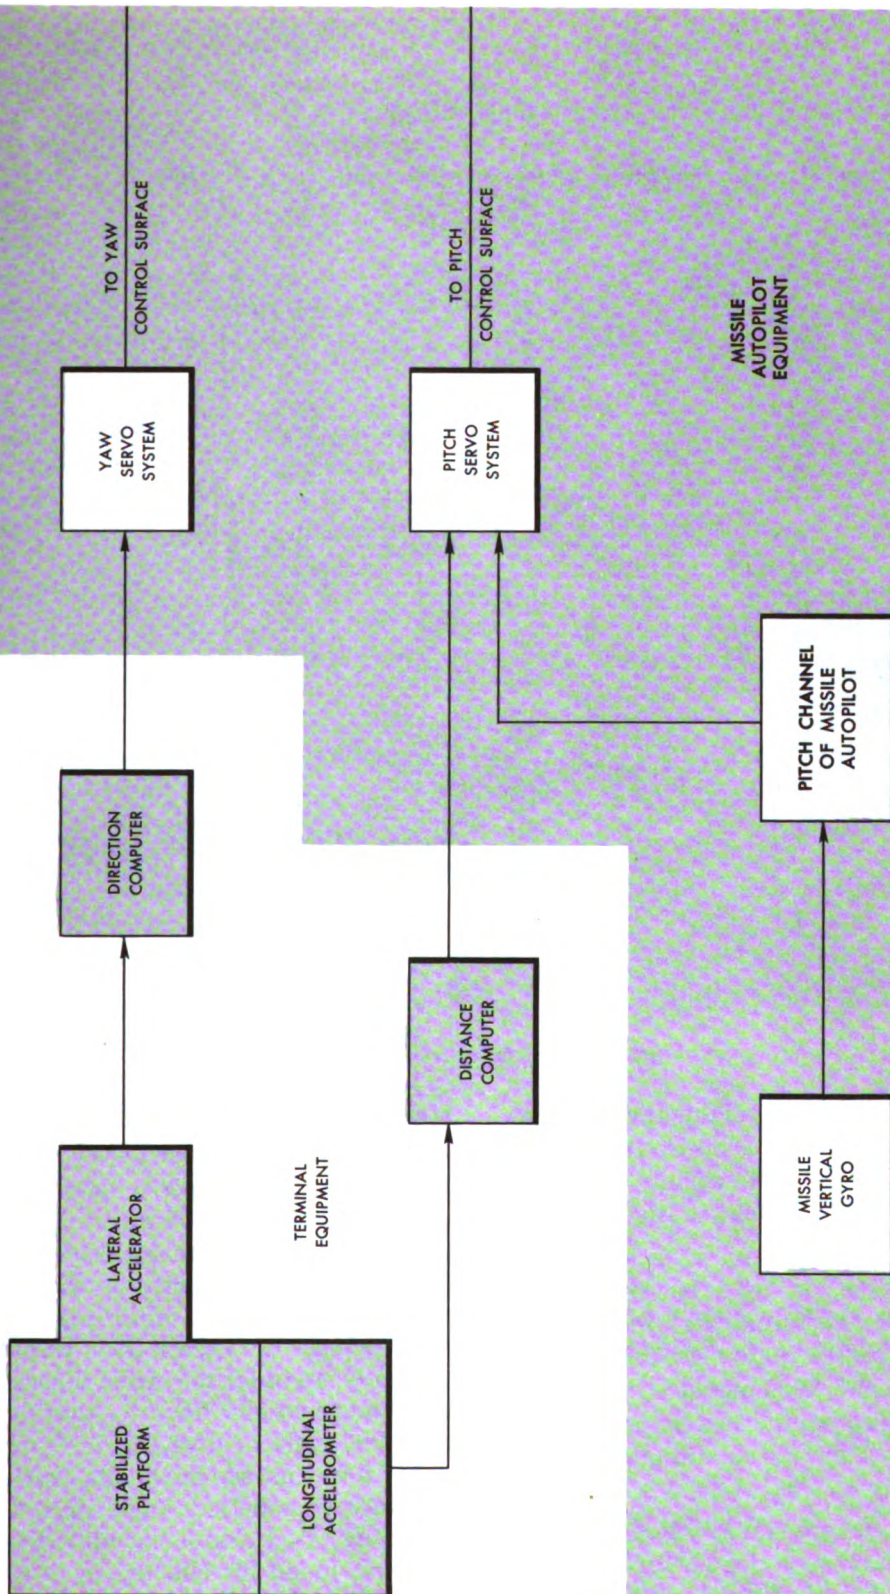 STABILIZED
PLATFORM
LATERAL
ACCELERATOR
DIRECTION
COMPUTER
YAW
SERVO
SYSTEM
TO YAW
CONTROL SURFACE
LONGITUDINAL
ACCELEROMETER
TERMINAL
EQUIPMENT
DISTANCE
COMPUTER
PITCH
SERVO
SYSTEM
TO PITCH
CONTROL SURFACE
MISSILE
VERTICAL
GYRO
PITCH CHANNEL
OF MISSILE
AUTOPILOT
MISSILE
AUTOPILOT
EQUIPMENT